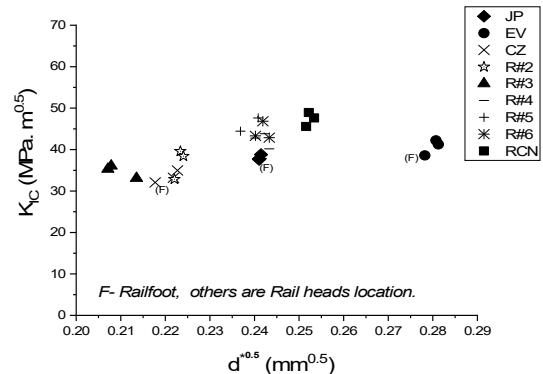 JP
EV
CZ
R#2
R#3
R#4
R#5
R#6
RCN
K_IC (MPa. m^0.5)
70
60
50
40
30
20
10
0
(F)
(F)
(F)
F- Railfoot, others are Rail heads location.
0.20 0.21 0.22 0.23 0.24 0.25 0.26 0.27 0.28 0.29
d*^0.5 (mm^0.5)